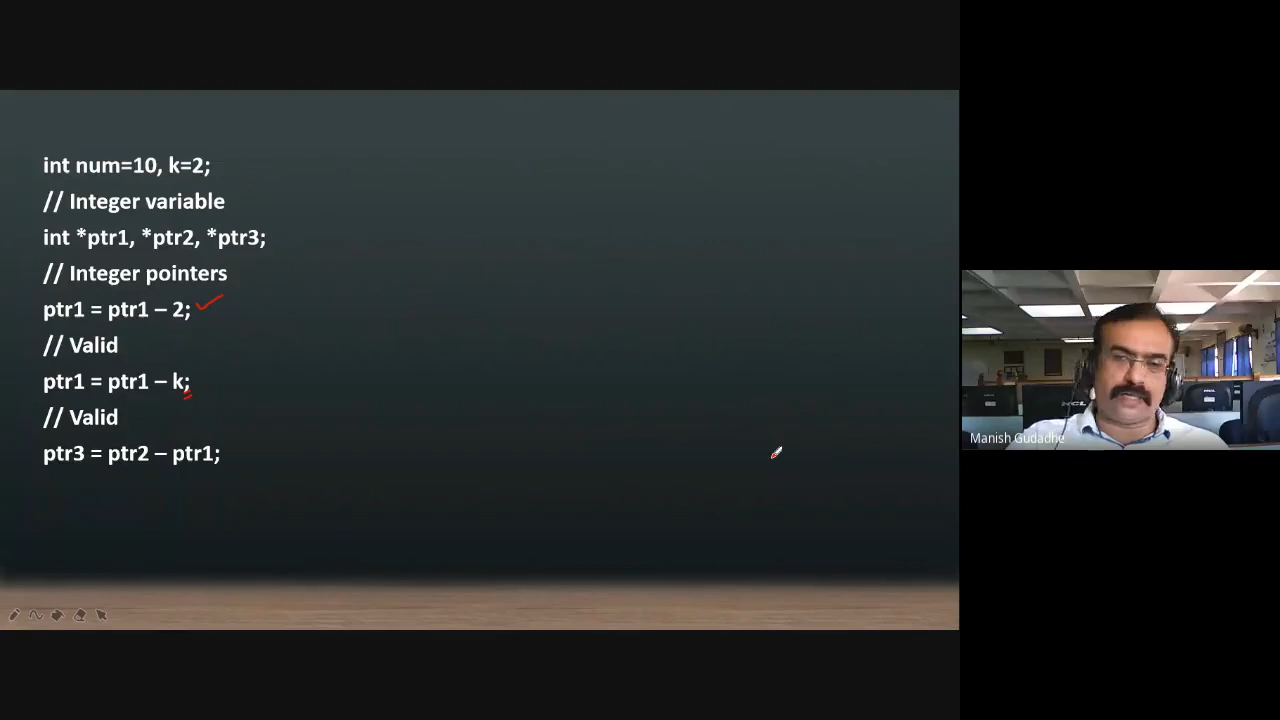 int num=10, k=2;
// Integer variable
int *ptr1, *ptr2, *ptr3;
// Integer pointers
ptr1 = ptr1 – 2;
// Valid
ptr1 = ptr1 – k;
// Valid
ptr3 = ptr2 – ptr1;
Manish Gudadhe